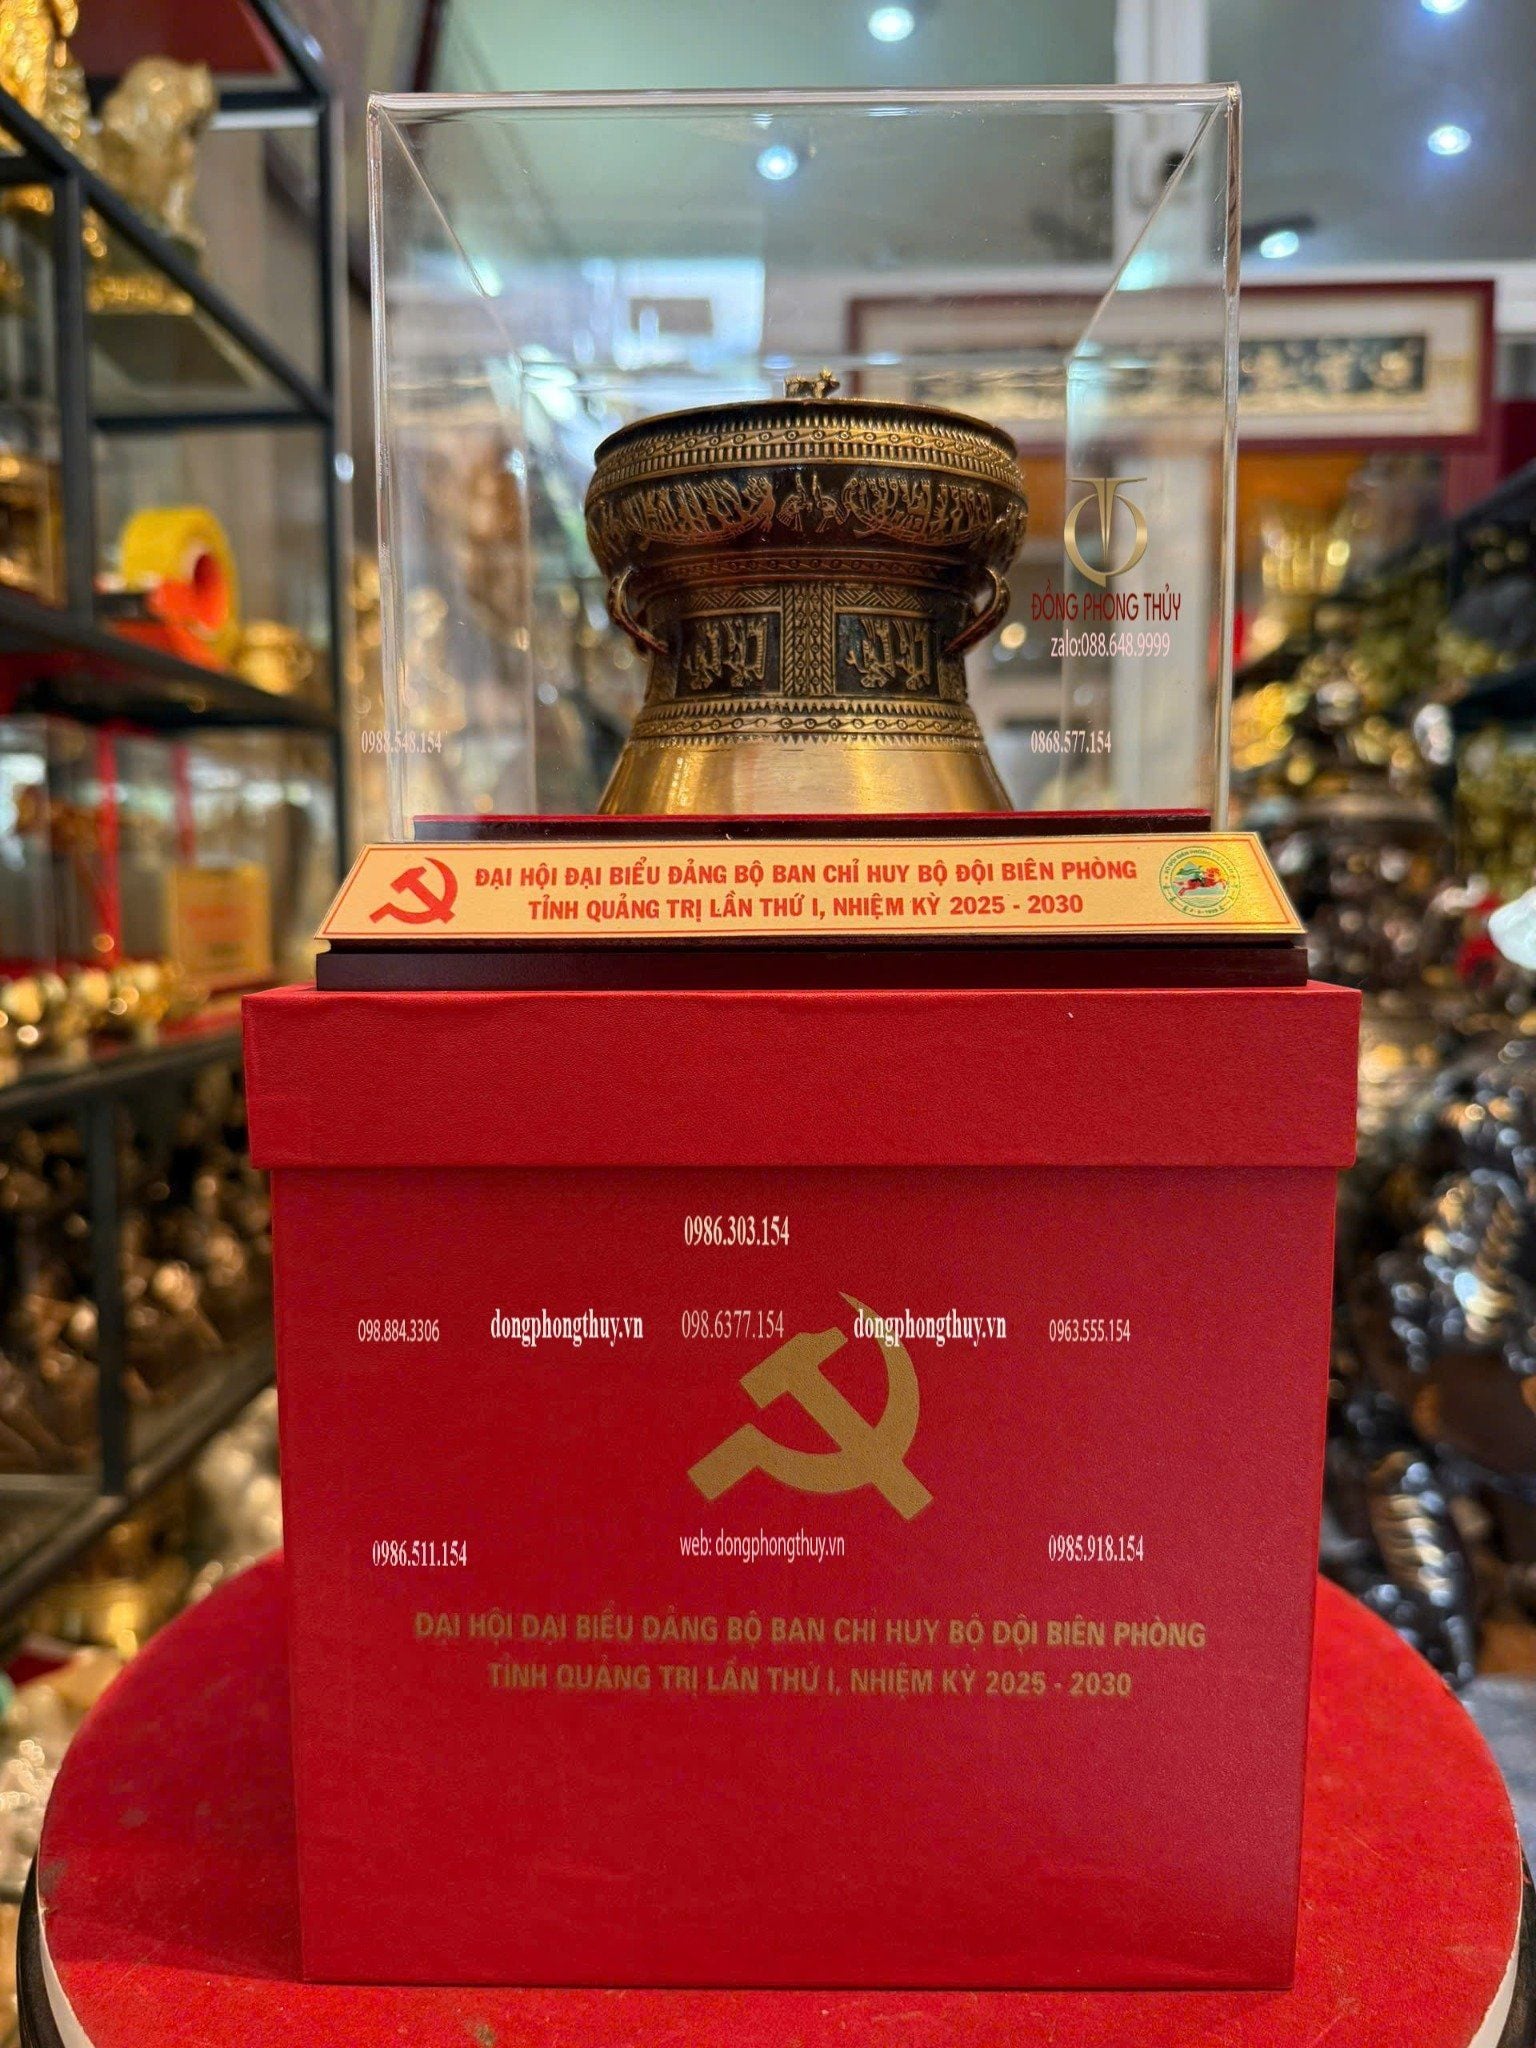 ĐỒNG PHONG THỦY
zalo:088.648.9999
0988.548.154
0868.577.154
ĐẠI HỘI ĐẠI BIỂU ĐẢNG BỘ BAN CHỈ HUY BỘ ĐỘI BIÊN PHÒNG
TỈNH QUẢNG TRỊ LẦN THỨ I, NHIỆM KỲ 2025 - 2030
0986.303.154
098.884.3306
dongphongthuy.vn
098.6377.154
dongphongthuy.vn
0963.555.154
0986.511.154
web: dongphongthuy.vn
0985.918.154
ĐẠI HỘI ĐẠI BIỂU ĐẢNG BỘ BAN CHỈ HUY BỘ ĐỘI BIÊN PHÒNG
TỈNH QUẢNG TRỊ LẦN THỨ I, NHIỆM KỲ 2025 - 2030